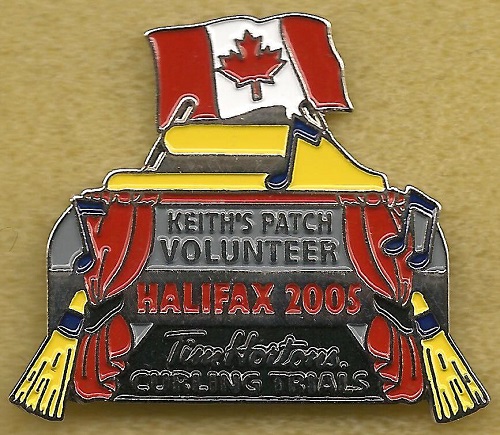 KEITH'S PATCH
VOLUNTEER
HALIFAX 2005
Tim Hortons
CURLING TRIALS